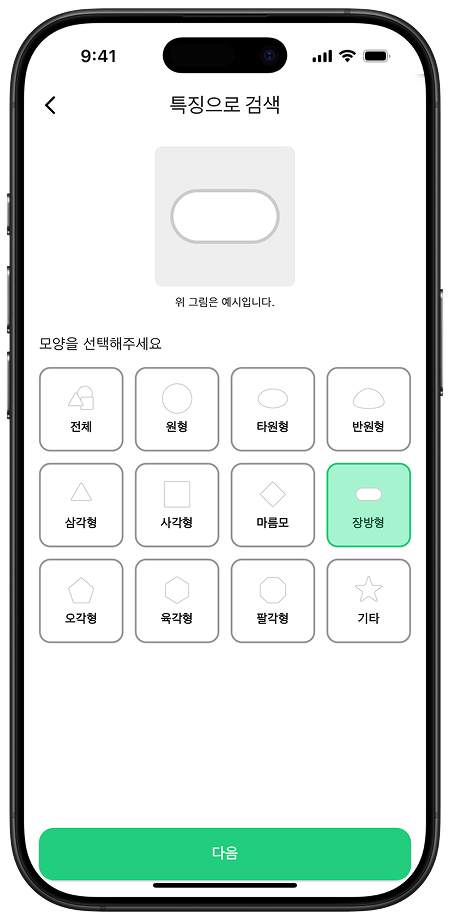 9:41
특징으로 검색
위 그림은 예시입니다.
모양을 선택해주세요
전체 원형 타원형 반원형
삼각형 사각형 마름모 장방형
오각형 육각형 팔각형 기타
다음